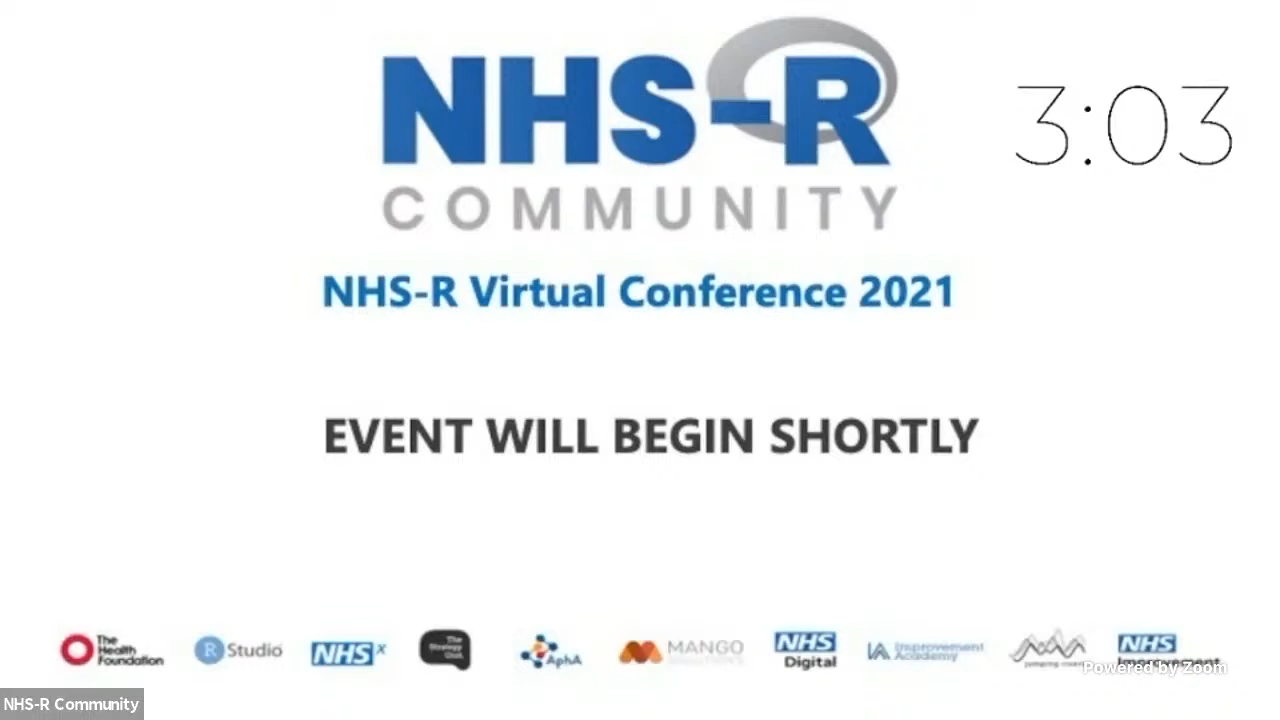 NHS-R
COMMUNITY
3:03
NHS-R Virtual Conference 2021
EVENT WILL BEGIN SHORTLY
The
Health
Foundation
R Studio
NHSX
The
Strategy
Unit
AphA
MANGO
NHS
Digital
Improvement
Academy
NHS
Powered by Zoom
NHS-R Community